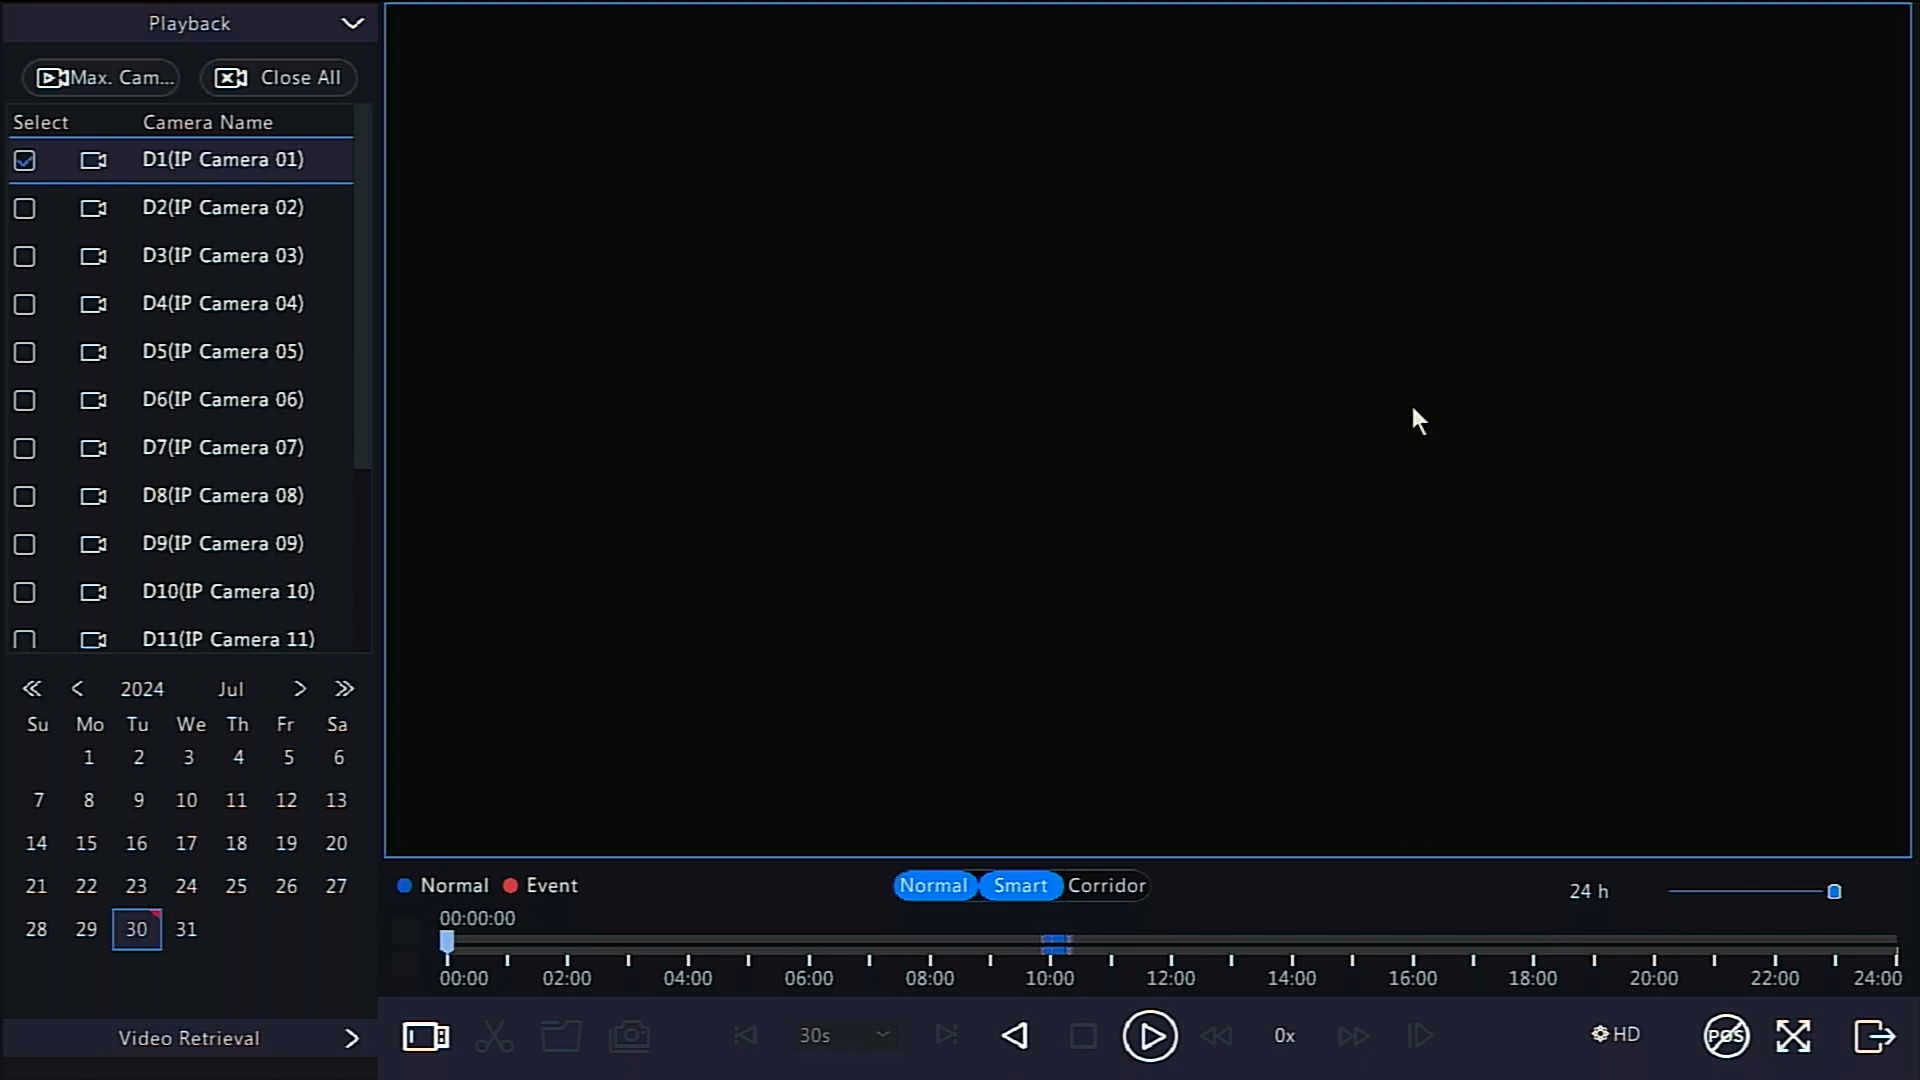 Playback
Max. Cam...
Close All
Select Camera Name
D1(IP Camera 01)
D2(IP Camera 02)
D3(IP Camera 03)
D4(IP Camera 04)
D5(IP Camera 05)
D6(IP Camera 06)
D7(IP Camera 07)
D8(IP Camera 08)
D9(IP Camera 09)
D10(IP Camera 10)
D11(IP Camera 11)
2024 Jul
Su Mo Tu We Th Fr Sa
1 2 3 4 5 6
7 8 9 10 11 12 13
14 15 16 17 18 19 20
21 22 23 24 25 26 27
28 29 30 31
Video Retrieval
Normal Event
Normal Smart Corridor
24 h
00:00:00
00:00 02:00 04:00 06:00 08:00 10:00 12:00 14:00 16:00 18:00 20:00 22:00 24:00
30s
0x
HD
POS